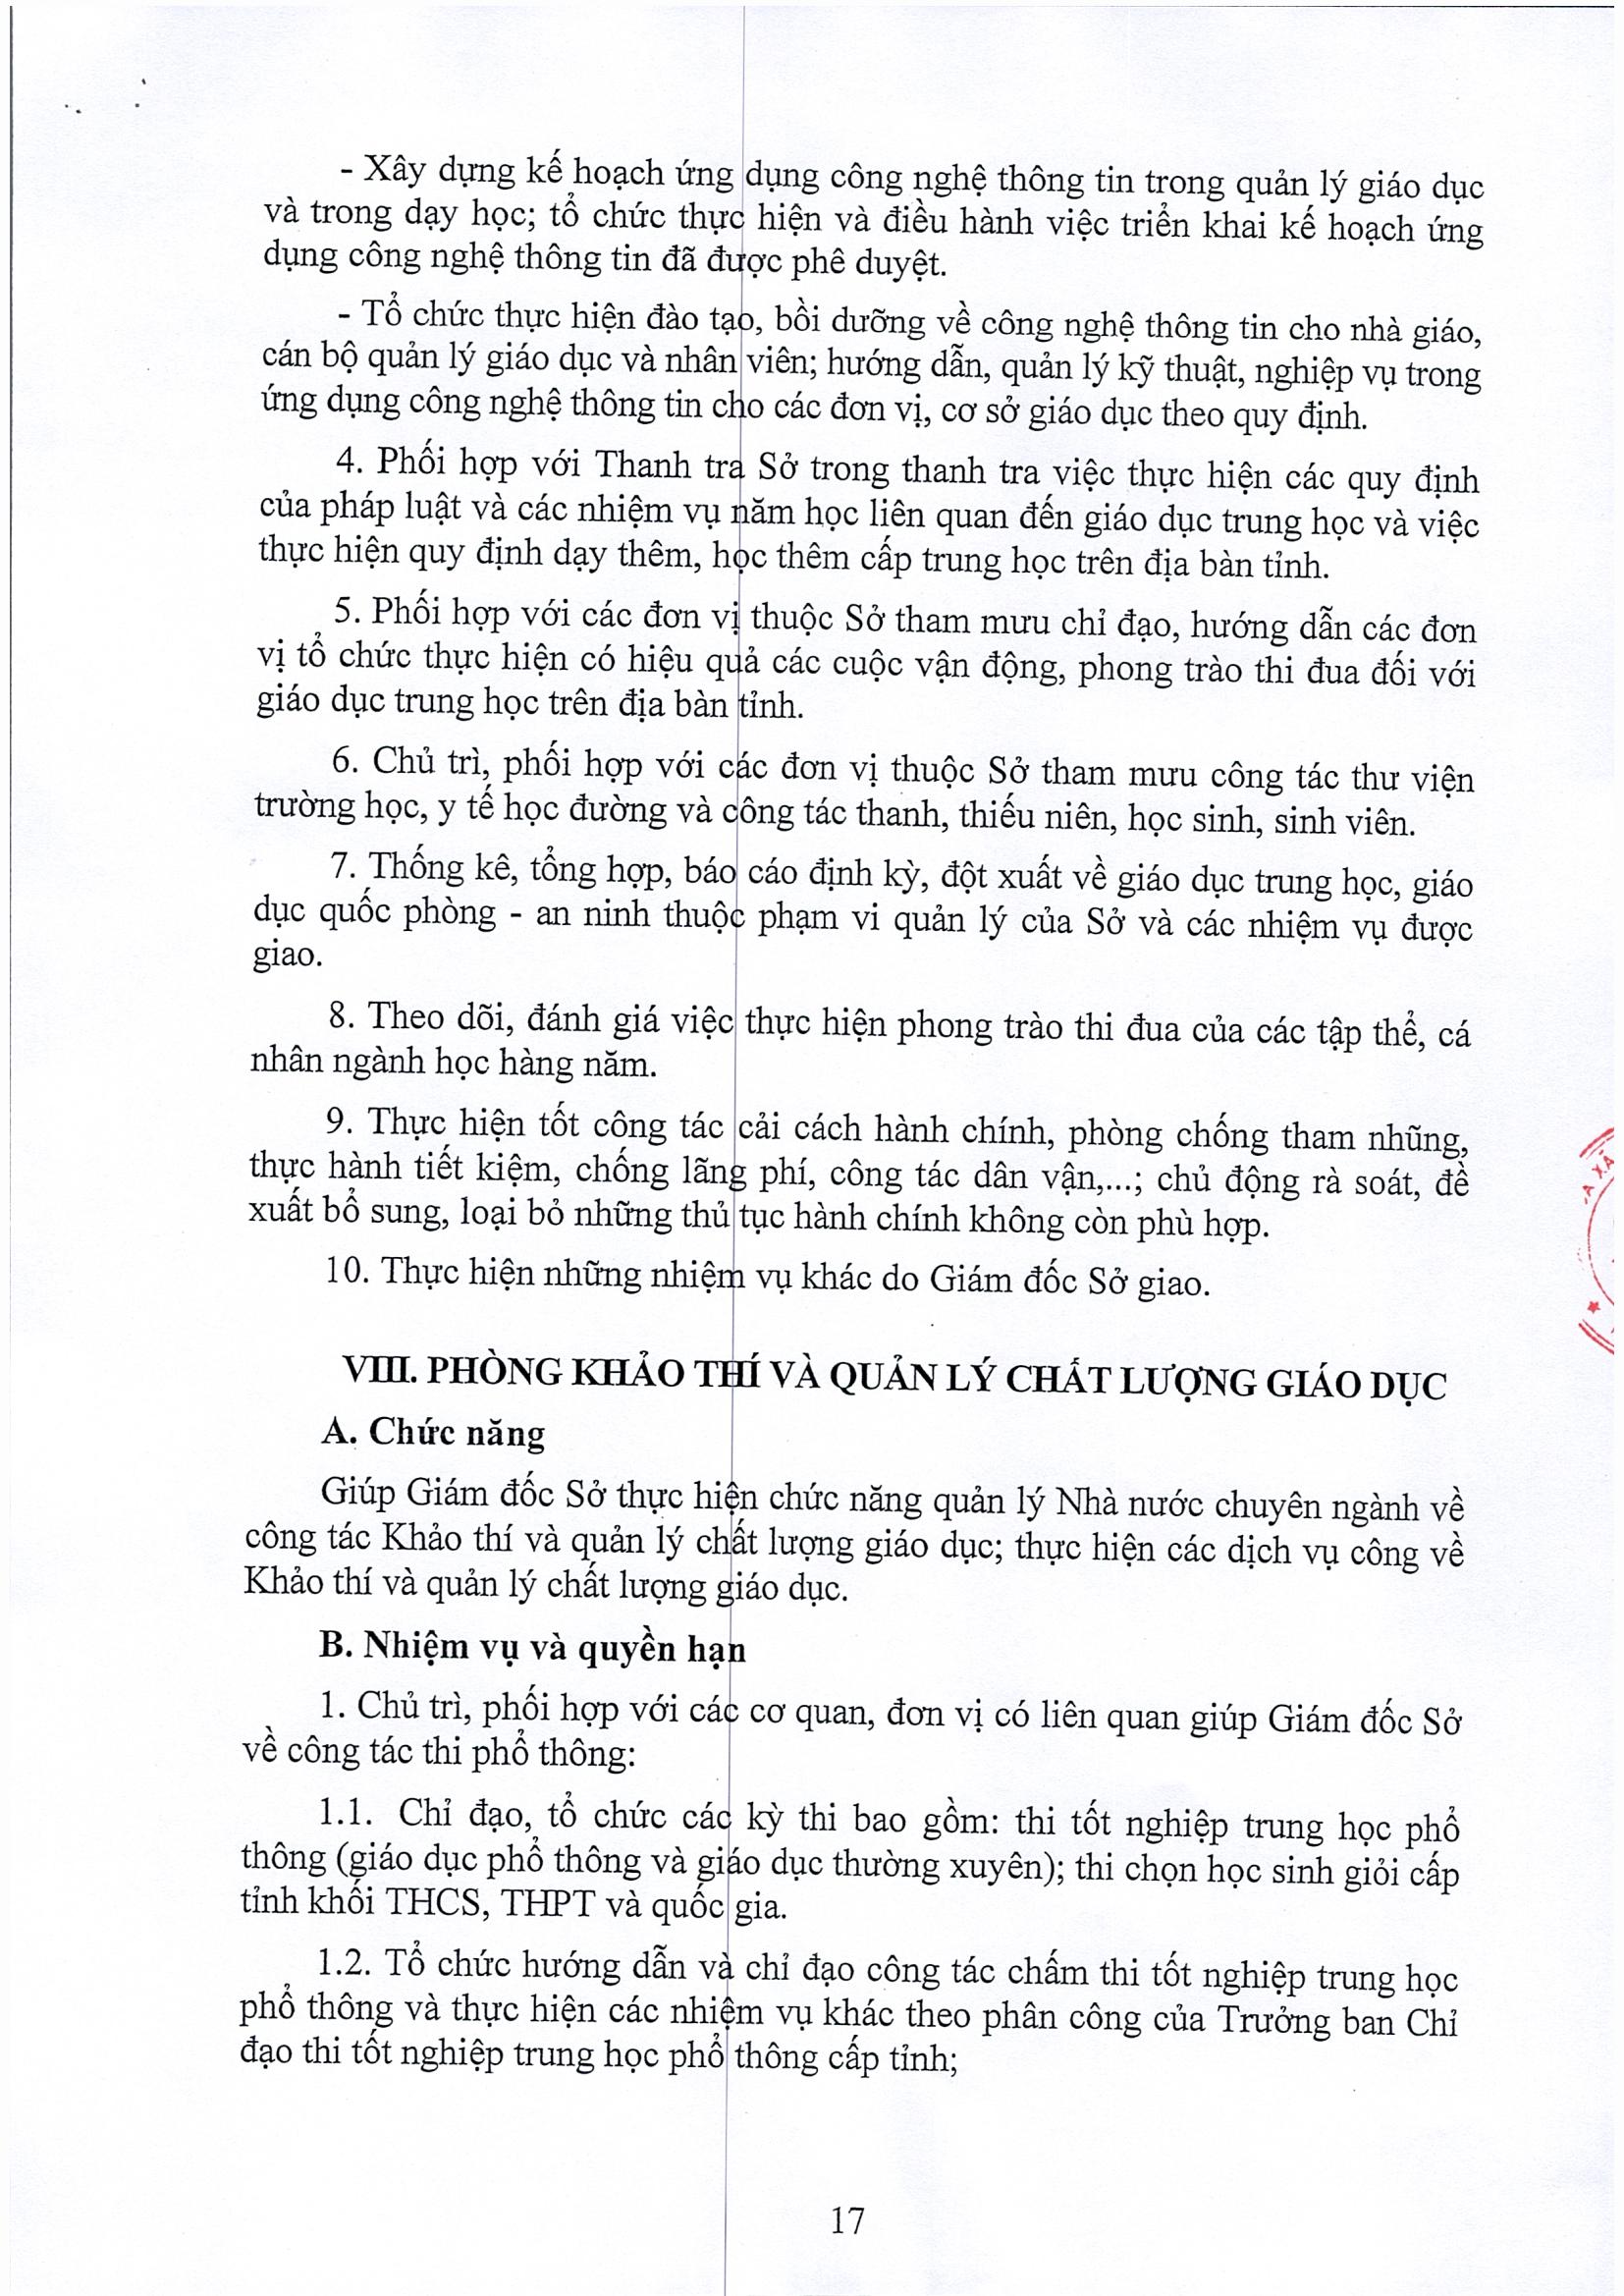 - Xây dựng kế hoạch ứng dụng công nghệ thông tin trong quản lý giáo dục
và trong dạy học; tổ chức thực hiện và điều hành việc triển khai kế hoạch ứng
dụng công nghệ thông tin đã được phê duyệt.
- Tổ chức thực hiện đào tạo, bồi dưỡng về công nghệ thông tin cho nhà giáo,
cán bộ quản lý giáo dục và nhân viên; hướng dẫn, quản lý kỹ thuật, nghiệp vụ trong
ứng dụng công nghệ thông tin cho các đơn vị, cơ sở giáo dục theo quy định.
4. Phối hợp với Thanh tra Sở trong thanh tra việc thực hiện các quy định
của pháp luật và các nhiệm vụ năm học liên quan đến giáo dục trung học và việc
thực hiện quy định dạy thêm, học thêm cấp trung học trên địa bàn tỉnh.
5. Phối hợp với các đơn vị thuộc Sở tham mưu chỉ đạo, hướng dẫn các đơn
vị tổ chức thực hiện có hiệu quả các cuộc vận động, phong trào thi đua đối với
giáo dục trung học trên địa bàn tỉnh.
6. Chủ trì, phối hợp với các đơn vị thuộc Sở tham mưu công tác thư viện
trường học, y tế học đường và công tác thanh, thiếu niên, học sinh, sinh viên.
7. Thống kê, tổng hợp, báo cáo định kỳ, đột xuất về giáo dục trung học, giáo
dục quốc phòng - an ninh thuộc phạm vi quản lý của Sở và các nhiệm vụ được
giao.
8. Theo dõi, đánh giá việc thực hiện phong trào thi đua của các tập thể, cá
nhân ngành học hàng năm.
9. Thực hiện tốt công tác cải cách hành chính, phòng chống tham nhũng,
thực hành tiết kiệm, chống lãng phí, công tác dân vận,...; chủ động rà soát, đề
xuất bổ sung, loại bỏ những thủ tục hành chính không còn phù hợp.
10. Thực hiện những nhiệm vụ khác do Giám đốc Sở giao.
VIII. PHÒNG KHẢO THÍ VÀ QUẢN LÝ CHẤT LƯỢNG GIÁO DỤC
A. Chức năng
Giúp Giám đốc Sở thực hiện chức năng quản lý Nhà nước chuyên ngành về
công tác Khảo thí và quản lý chất lượng giáo dục; thực hiện các dịch vụ công về
Khảo thí và quản lý chất lượng giáo dục.
B. Nhiệm vụ và quyền hạn
1. Chủ trì, phối hợp với các cơ quan, đơn vị có liên quan giúp Giám đốc Sở
về công tác thi phổ thông:
1.1. Chỉ đạo, tổ chức các kỳ thi bao gồm: thi tốt nghiệp trung học phổ
thông (giáo dục phổ thông và giáo dục thường xuyên); thi chọn học sinh giỏi cấp
tỉnh khối THCS, THPT và quốc gia.
1.2. Tổ chức hướng dẫn và chỉ đạo công tác chấm thi tốt nghiệp trung học
phổ thông và thực hiện các nhiệm vụ khác theo phân công của Trưởng ban Chỉ
đạo thi tốt nghiệp trung học phổ thông cấp tỉnh;
17